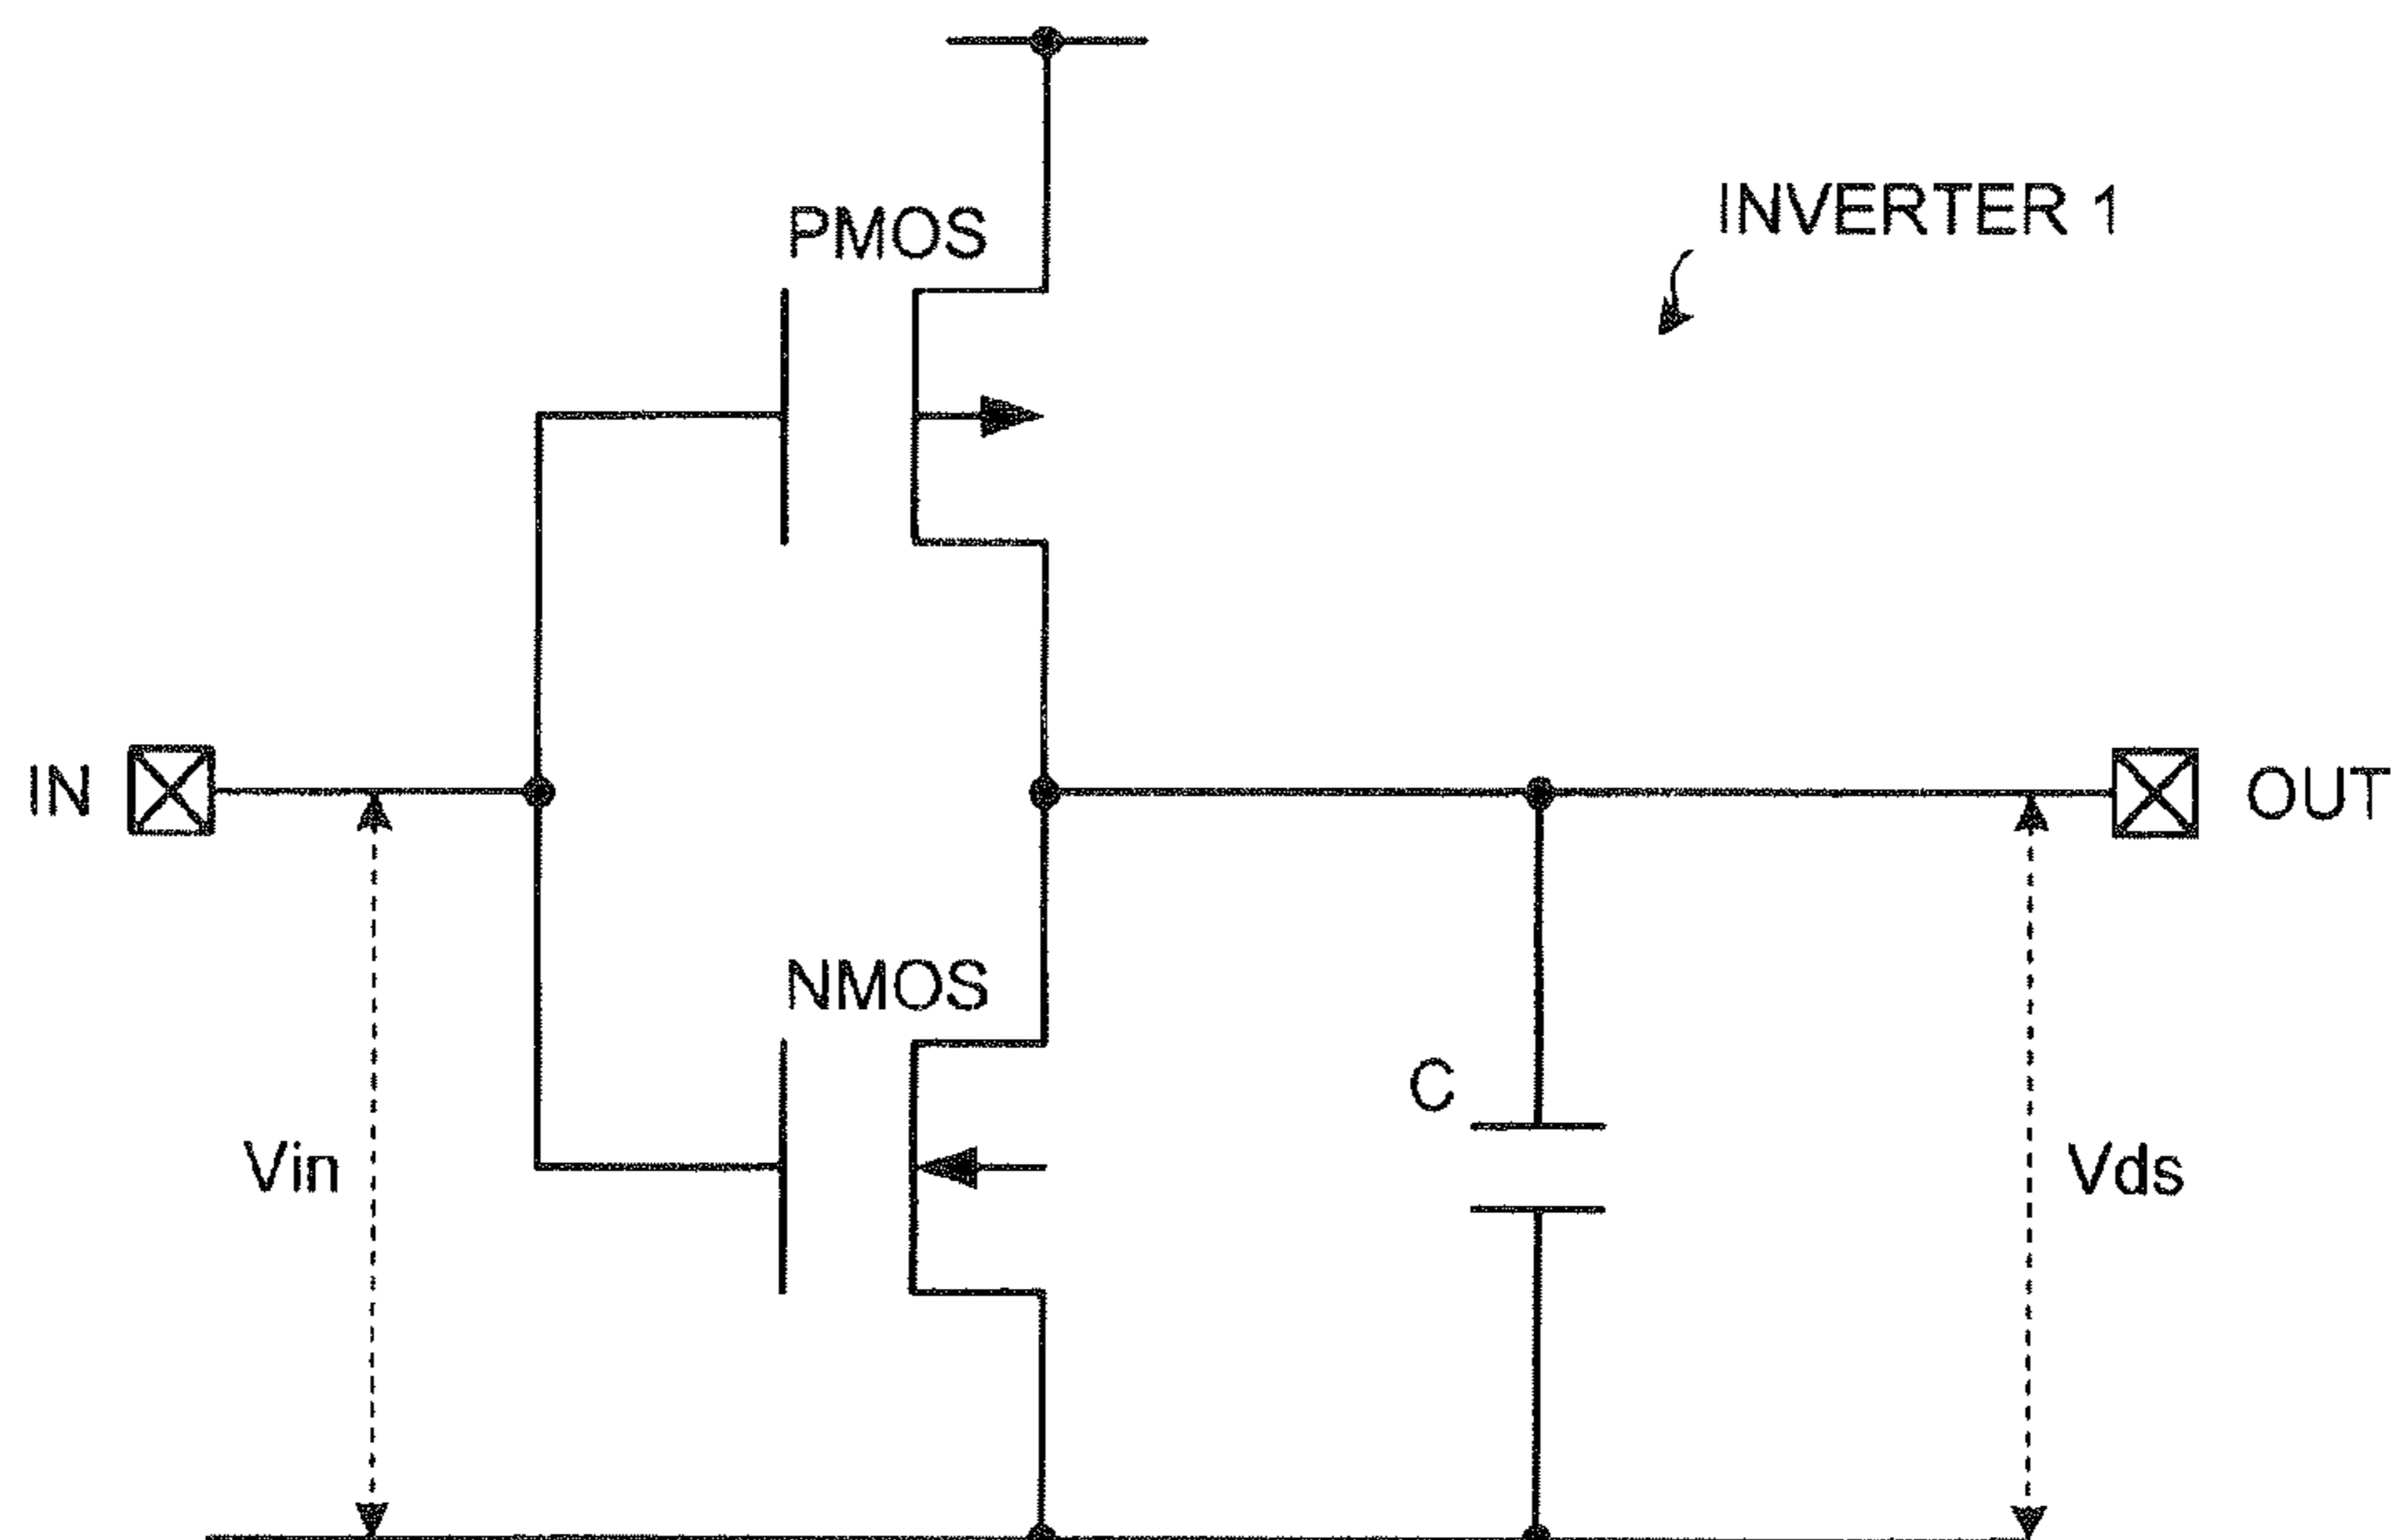 PMOS
INVERTER 1
IN
OUT
NMOS
C
Vin
Vds